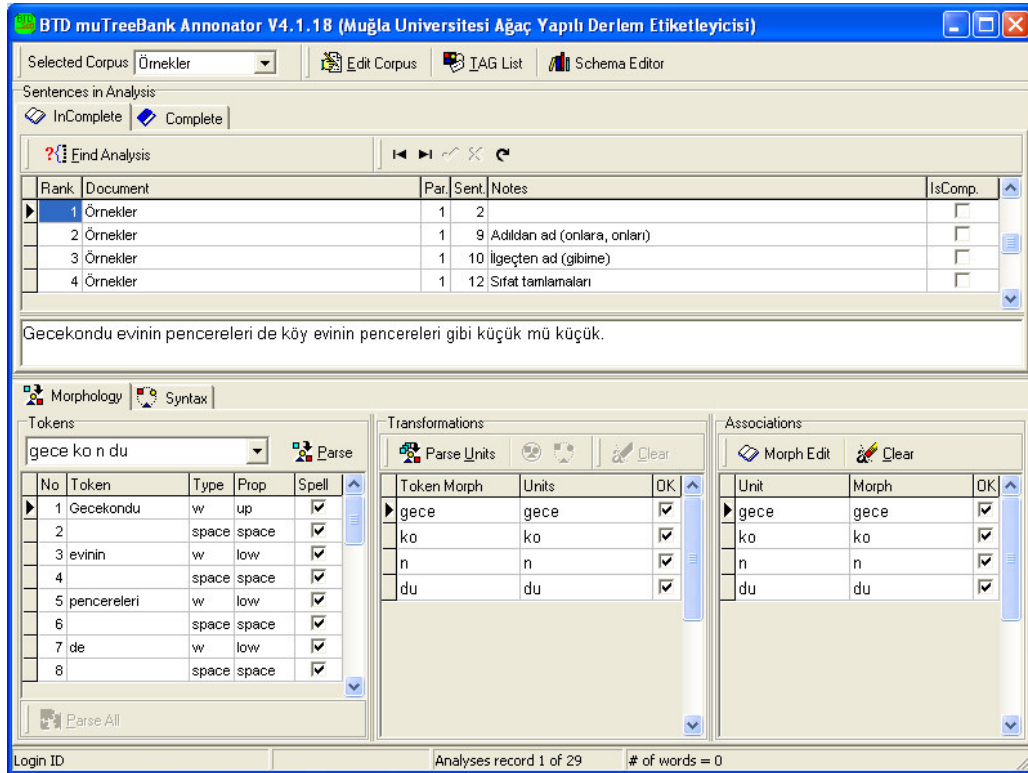 BTD muTreeBank Annonator V4.1.18 (Muğla Universitesi Ağaç Yapılı Derlem Etiketleyicisi)
Selected Corpus Örnekler Edit Corpus TAG List Schema Editor
Sentences in Analysis
InComplete Complete
Find Analysis
Rank Document Par. Sent. Notes IsComp.
1 Örnekler 1 2
2 Örnekler 1 9 Adıldan ad (onlara, onları)
3 Örnekler 1 10 İlgeçten ad (gibime)
4 Örnekler 1 12 Sıfat tamlamaları
Gecekondu evinin pencereleri de köy evinin pencereleri gibi küçük mü küçük.
Morphology Syntax
Tokens Transformations Associations
gece ko n du Parse Parse Units Clear Morph Edit Clear
No Token Type Prop Spell Token Morph Units OK Unit Morph OK
1 Gecekondu w up gece gece gece gece
2 space space ko ko ko ko
3 evinin w low n n n n
4 space space du du du du
5 pencereleri w low
6 space space
7 de w low
8 space space
Parse All
Login ID Analyses record 1 of 29 # of words = 0